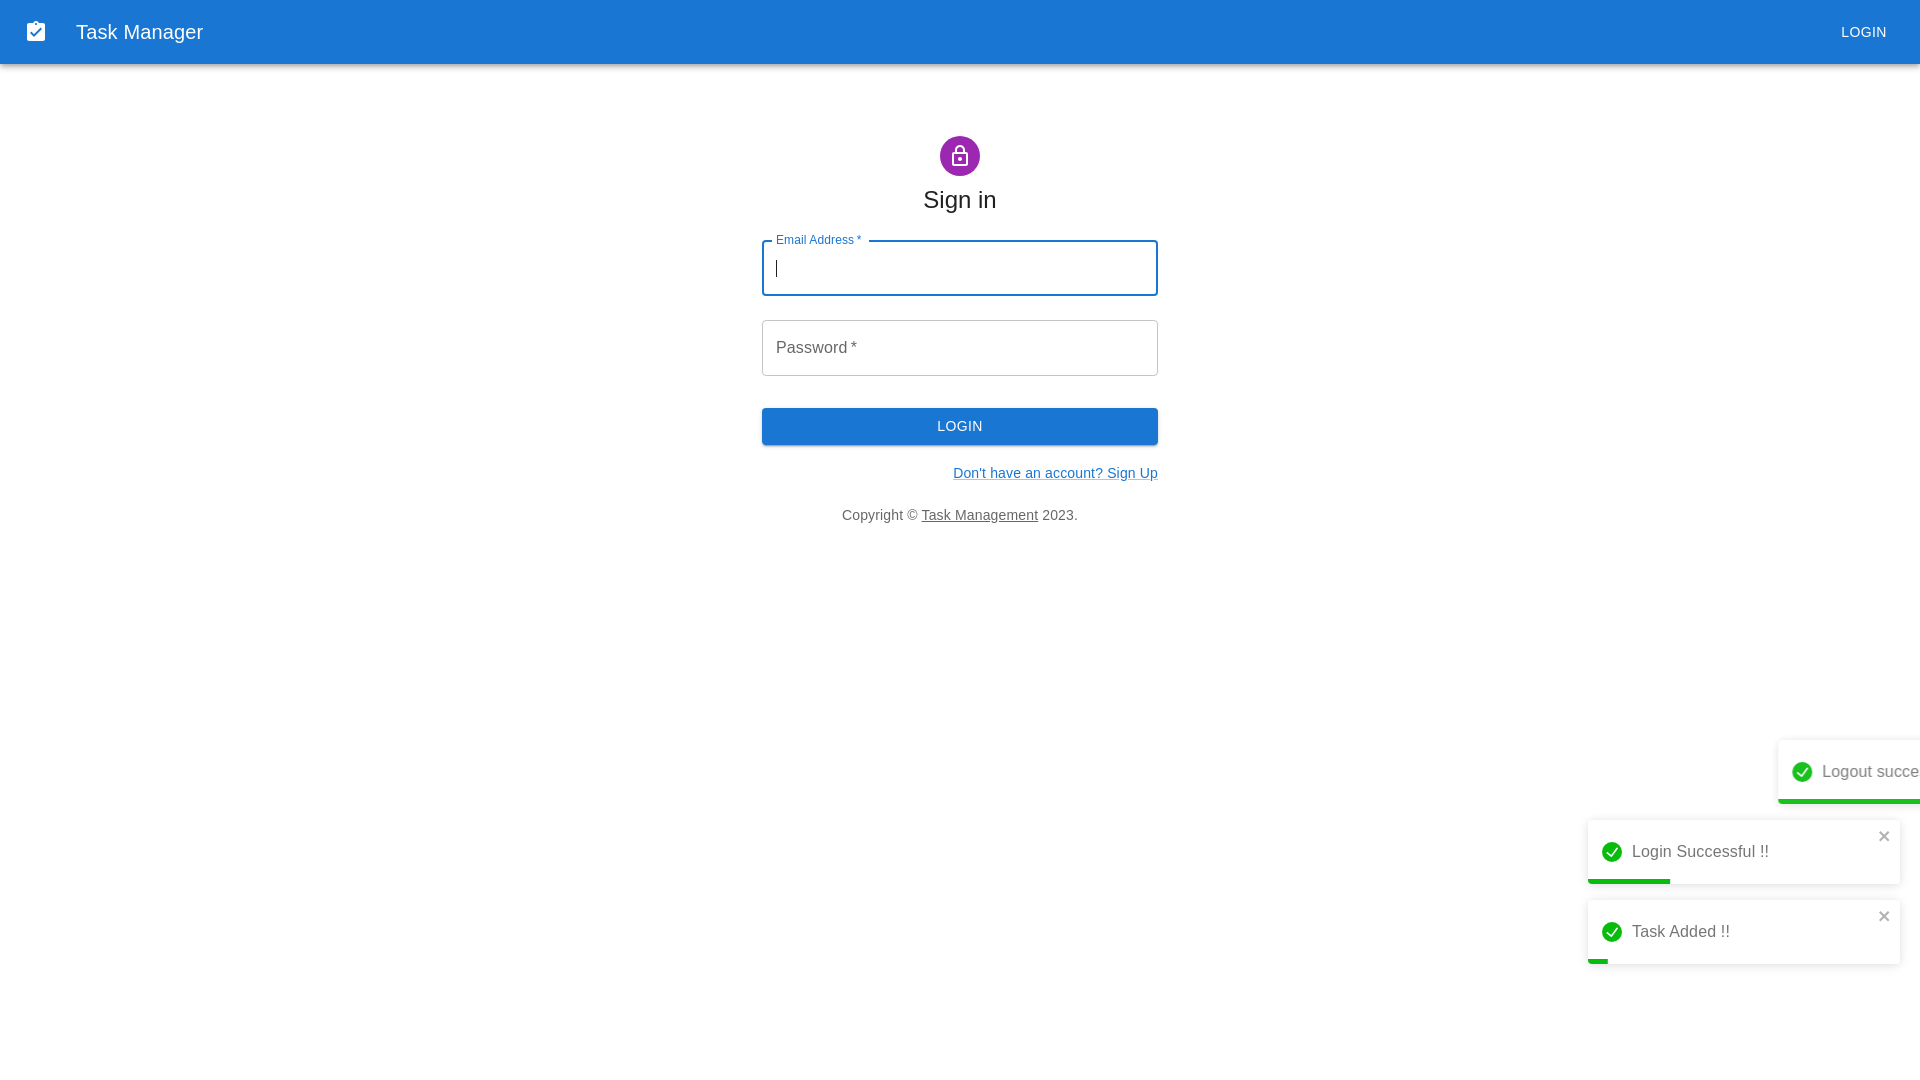 Task Manager
LOGIN
Sign in
Email Address *
Password *
LOGIN
Don't have an account? Sign Up
Copyright © Task Management 2023.
Logout succe
Login Successful !!
Task Added !!